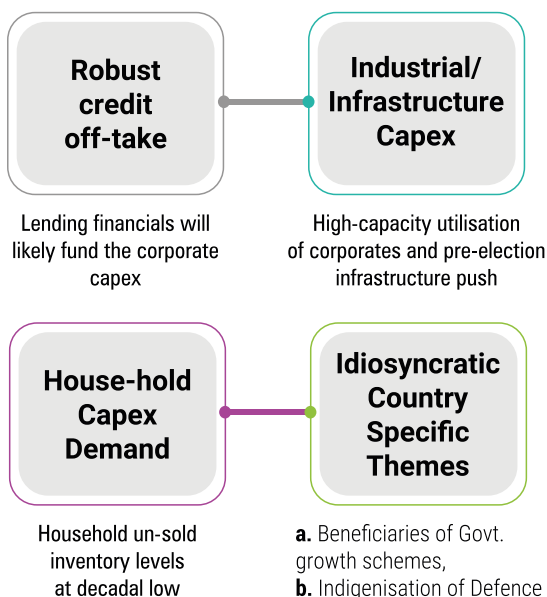 Robust
credit
off-take
Industrial/
Infrastructure
Capex
Lending financials will
likely fund the corporate
capex
High-capacity utilisation
of corporates and pre-election
infrastructure push
House-hold
Capex
Demand
Idiosyncratic
Country
Specific
Themes
Household un-sold
inventory levels
at decadal low
a. Beneficiaries of Govt.
growth schemes,
b. Indigenisation of Defence